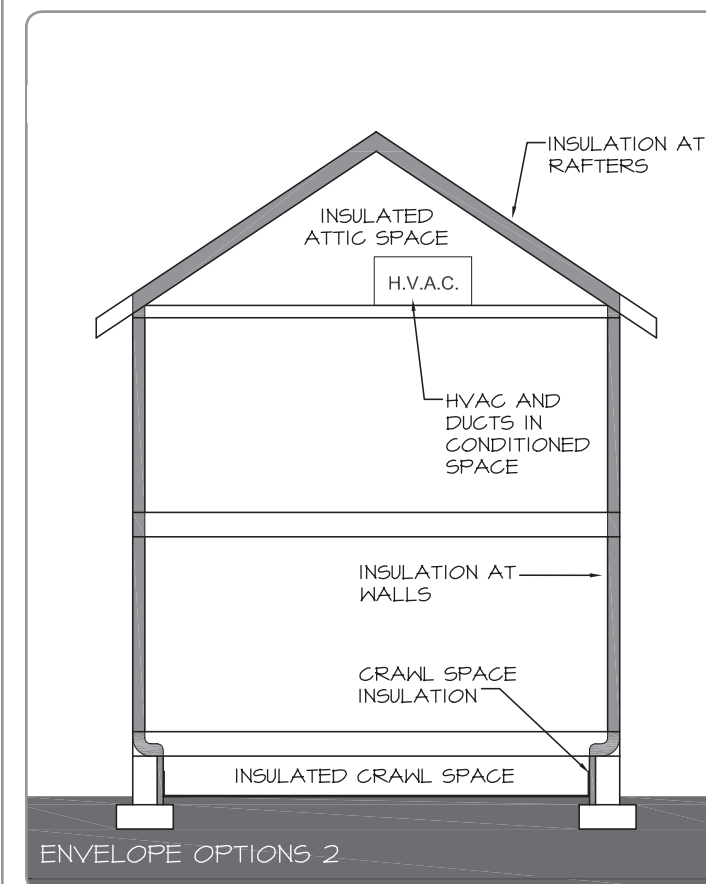 INSULATION AT
RAFTERS
INSULATED
ATTIC SPACE
H.V.A.C.
HVAC AND
DUCTS IN
CONDITIONED
SPACE
INSULATION AT
WALLS
CRAWL SPACE
INSULATION
INSULATED CRAWL SPACE
ENVELOPE OPTIONS 2